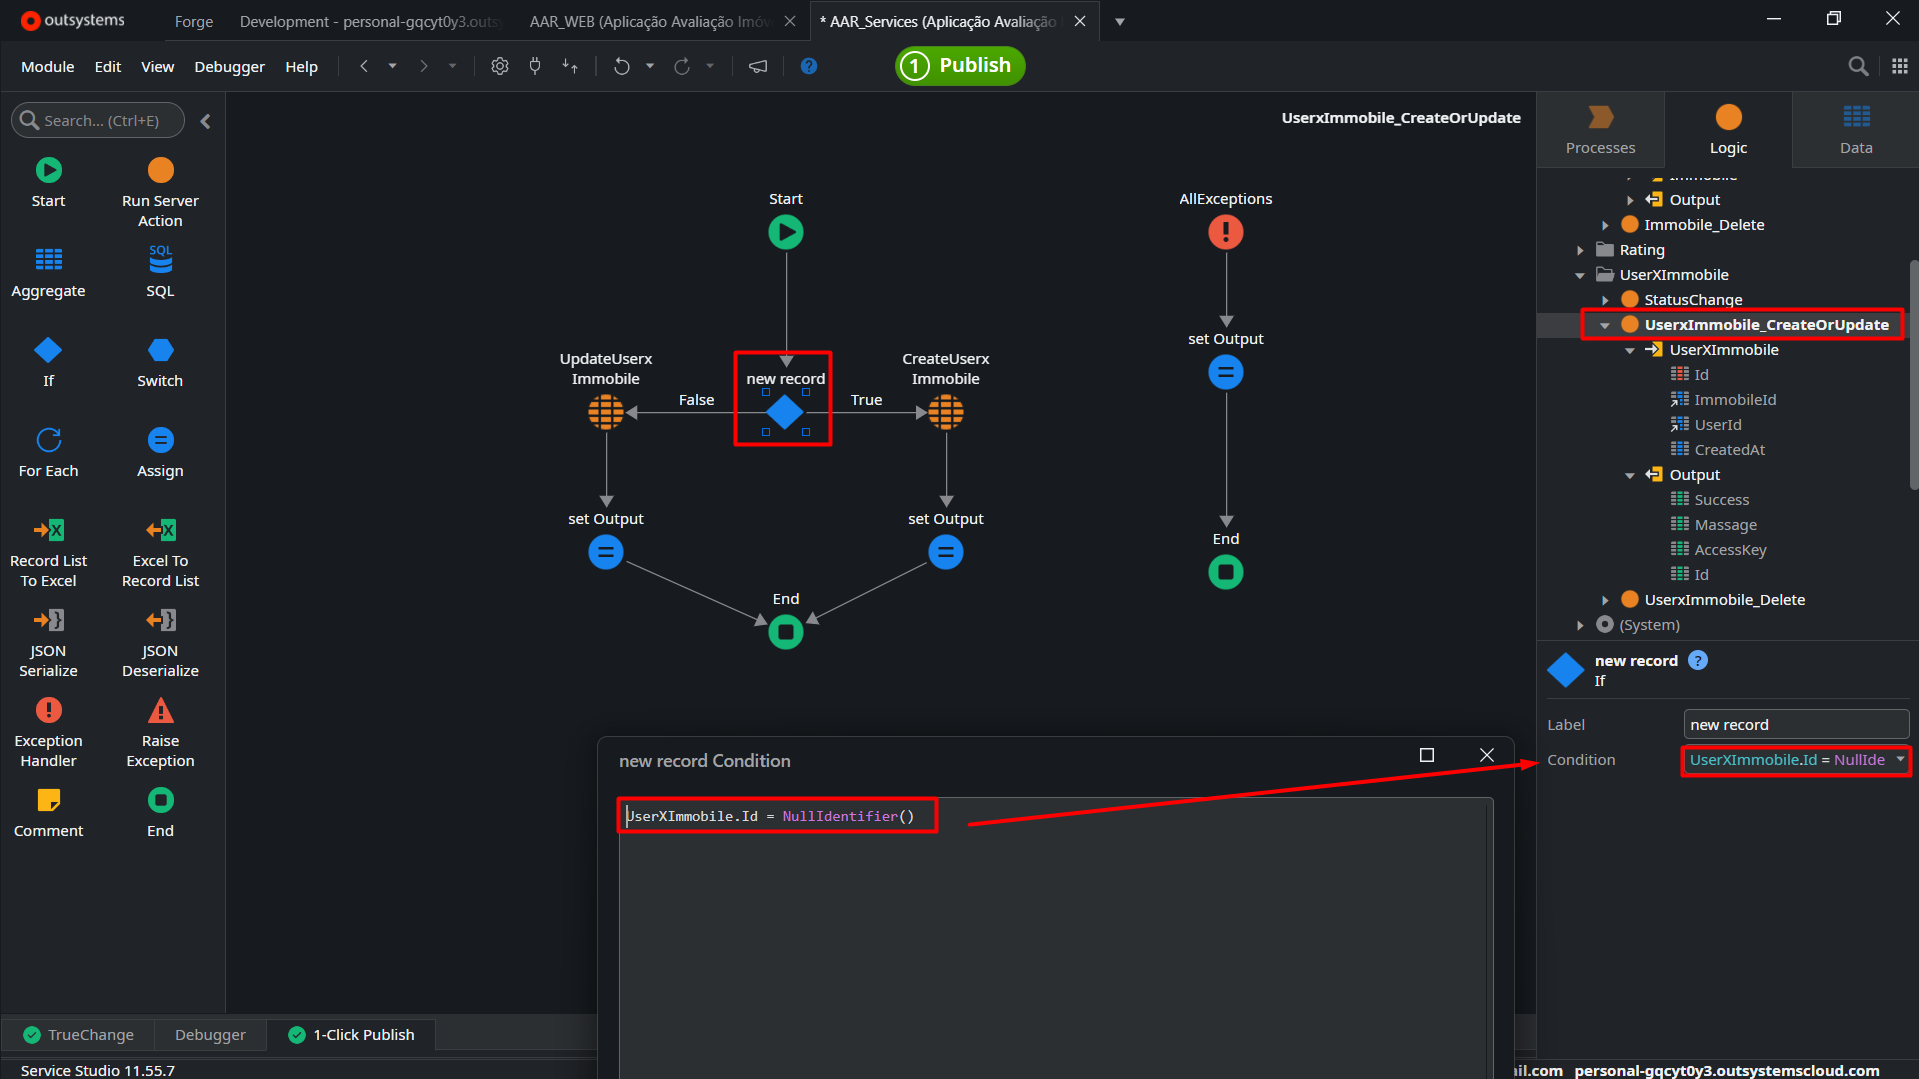 outsystems
Forge
Development - personal-gqcyt0y3.outs
AAR_WEB (Aplicação Avaliação Imóv
* AAR_Services (Aplicação Avaliação
Module Edit View Debugger Help
1 Publish
Search... (Ctrl+E)
Start
Run Server
Action
Aggregate
SQL
SQL
If
Switch
For Each
Assign
Record List
To Excel
Excel To
Record List
JSON
Serialize
JSON
Deserialize
Exception
Handler
Raise
Exception
Comment
End
UserxImmobile_CreateOrUpdate
Start
AllExceptions
set Output
UpdateUserx
Immobile
new record
CreateUserx
Immobile
False
True
set Output
set Output
End
End
new record Condition
UserXImmobile.Id = NullIdentifier()
Processes
Logic
Data
Immobile
Output
Immobile_Delete
Rating
UserXImmobile
StatusChange
UserxImmobile_CreateOrUpdate
UserXImmobile
Id
ImmobileId
UserId
CreatedAt
Output
Success
Massage
AccessKey
Id
UserxImmobile_Delete
(System)
new record ?
If
Label
new record
Condition
UserXImmobile.Id = NullIde
TrueChange
Debugger
1-Click Publish
Service Studio 11.55.7
ail.com personal-gqcyt0y3.outsystemscloud.com